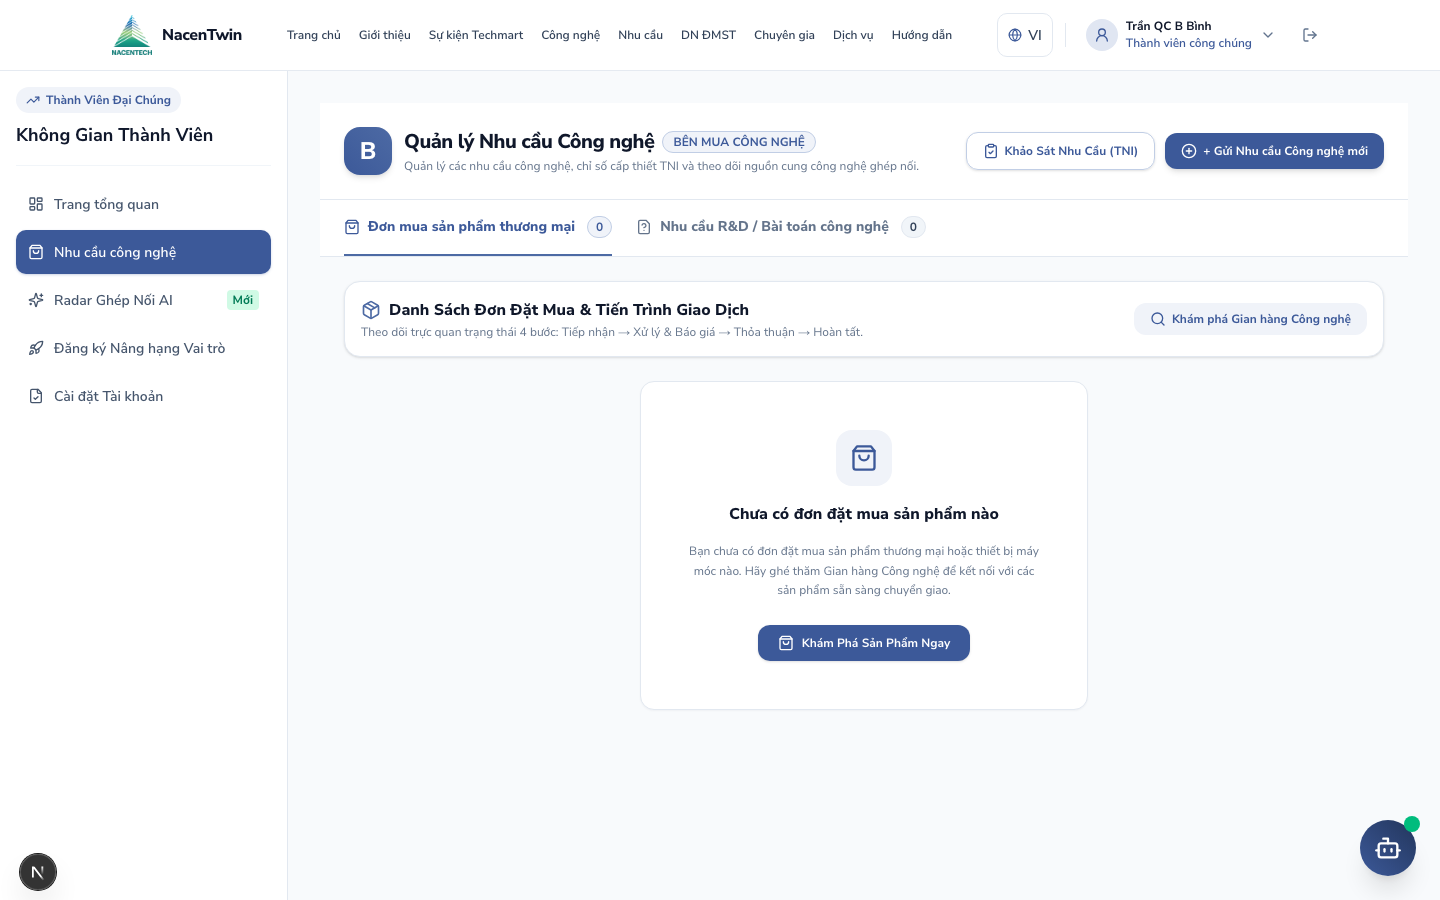 NACENTECH
NacenTwin
Trang chủ
Giới thiệu
Sự kiện Techmart
Công nghệ
Nhu cầu
DN ĐMST
Chuyên gia
Dịch vụ
Hướng dẫn
VI
Trần QC B Bình
Thành viên công chúng
Thành Viên Đại Chúng
Không Gian Thành Viên
Trang tổng quan
Nhu cầu công nghệ
Radar Ghép Nối AI
Mới
Đăng ký Nâng hạng Vai trò
Cài đặt Tài khoản
B
Quản lý Nhu cầu Công nghệ
BÊN MUA CÔNG NGHỆ
Quản lý các nhu cầu công nghệ, chỉ số cấp thiết TNI và theo dõi nguồn cung công nghệ ghép nối.
Khảo Sát Nhu Cầu (TNI)
+ Gửi Nhu cầu Công nghệ mới
Đơn mua sản phẩm thương mại 0
Nhu cầu R&D / Bài toán công nghệ 0
Danh Sách Đơn Đặt Mua & Tiến Trình Giao Dịch
Theo dõi trực quan trạng thái 4 bước: Tiếp nhận → Xử lý & Báo giá → Thỏa thuận → Hoàn tất.
Khám phá Gian hàng Công nghệ
Chưa có đơn đặt mua sản phẩm nào
Bạn chưa có đơn đặt mua sản phẩm thương mại hoặc thiết bị máy
móc nào. Hãy ghé thăm Gian hàng Công nghệ để kết nối với các
sản phẩm sẵn sàng chuyển giao.
Khám Phá Sản Phẩm Ngay
N